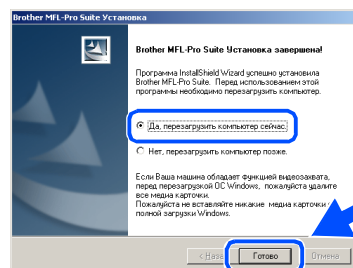 Brother MFL-Pro Suite Установка
Brother MFL-Pro Suite Установка завершена!
Программа InstallShield Wizard успешно установила
Brother MFL-Pro Suite. Перед использованием этой
программы необходимо перезагрузить компьютер.
Да, перезагрузить компьютер сейчас.
Нет, перезагрузить компьютер позже.
Если Ваша машина обладает функцией видеозахвата,
перед перезагрузкой ОС Windows, пожалуйста удалите
все медиа карточки.
Пожалуйста не вставляйте никакие медиа карточки
полной загрузки Windows.
< Наза
Готово
Отмена